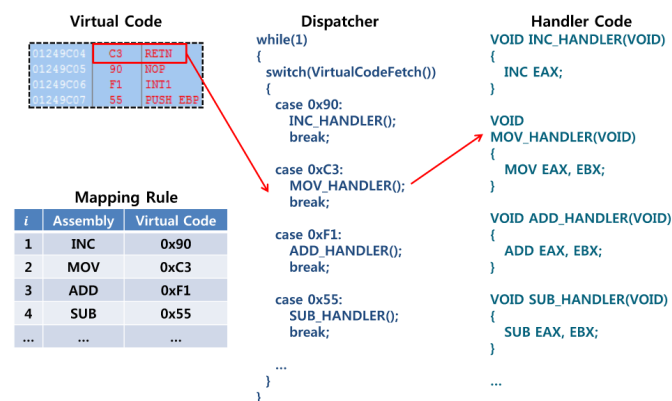 Virtual Code
01249C04 C3 RETN
01249C05 90 NOP
01249C06 F1 INT1
01249C07 55 PUSH EBP
Mapping Rule
i Assembly Virtual Code
1 INC 0x90
2 MOV 0xC3
3 ADD 0xF1
4 SUB 0x55
... ... ...
Dispatcher
while(1)
{
switch(VirtualCodeFetch())
{
case 0x90:
INC_HANDLER();
break;
case 0xC3:
MOV_HANDLER();
break;
case 0xF1:
ADD_HANDLER();
break;
case 0x55:
SUB_HANDLER();
break;
...
}
}
Handler Code
VOID INC_HANDLER(VOID)
{
INC EAX;
}
VOID
MOV_HANDLER(VOID)
{
MOV EAX, EBX;
}
VOID ADD_HANDLER(VOID)
{
ADD EAX, EBX;
}
VOID SUB_HANDLER(VOID)
{
SUB EAX, EBX;
}
...